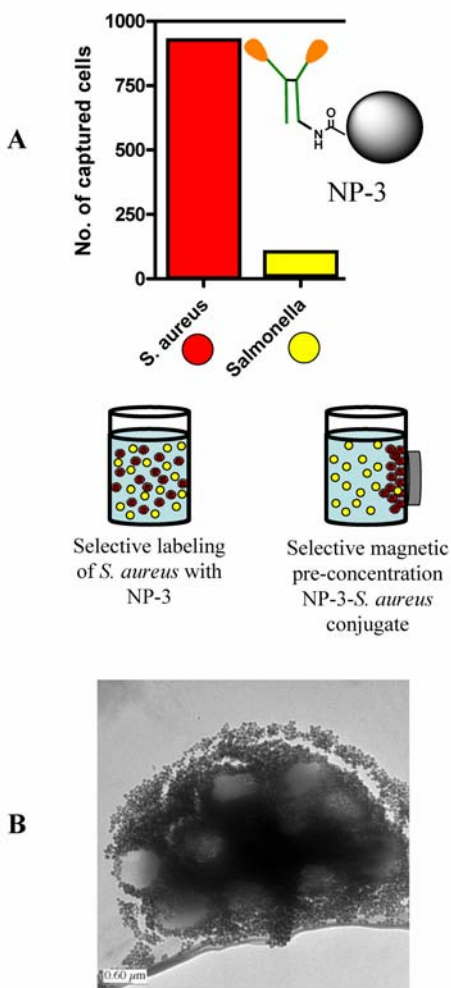 A
No. of captured cells
1000
750
500
250
0
O
N
H
NP-3
S. aureus
Salmonella
Selective labeling
of S. aureus with
NP-3
Selective magnetic
pre-concentration
NP-3-S. aureus
conjugate
B
0.60 µm